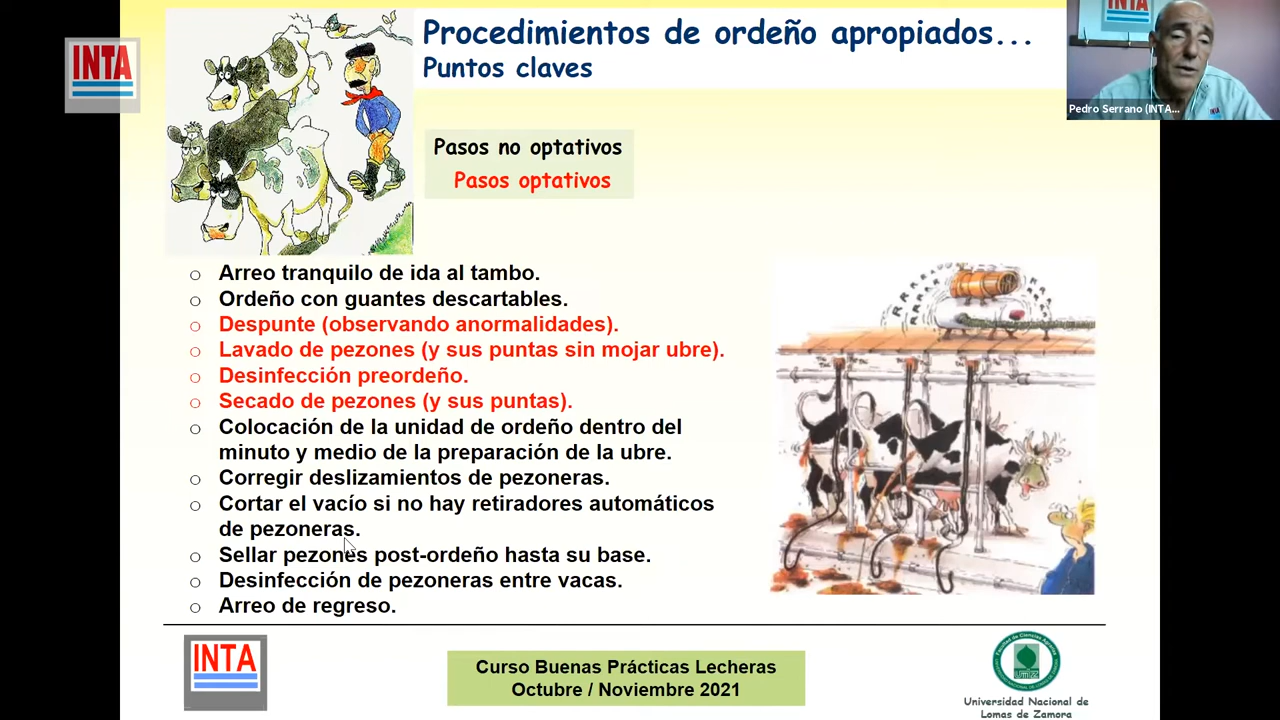 INTA
Procedimientos de ordeño apropiados...
Puntos claves
INTA
Pedro Serrano (INTA...
Pasos no optativos
Pasos optativos
o Arreo tranquilo de ida al tambo.
o Ordeño con guantes descartables.
o Despunte (observando anormalidades).
o Lavado de pezones (y sus puntas sin mojar ubre).
o Desinfección preordeño.
o Secado de pezones (y sus puntas).
o Colocación de la unidad de ordeño dentro del
minuto y medio de la preparación de la ubre.
o Corregir deslizamientos de pezoneras.
o Cortar el vacío si no hay retiradores automáticos
de pezoneras.
o Sellar pezones post-ordeño hasta su base.
o Desinfección de pezoneras entre vacas.
o Arreo de regreso.
INTA
Curso Buenas Prácticas Lecheras
Octubre / Noviembre 2021
Universidad Nacional de
Lomas de Zamora